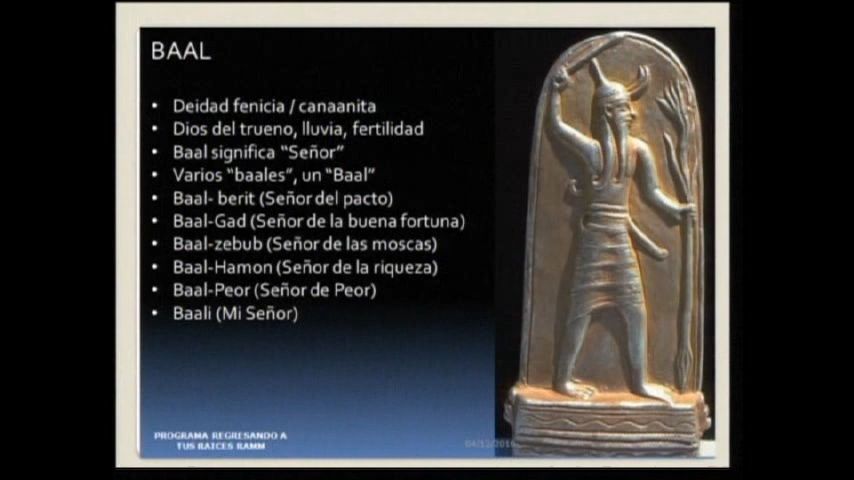 BAAL
• Deidad fenicia / canaanita
• Dios del trueno, lluvia, fertilidad
• Baal significa “Señor”
• Varios “baales”, un “Baal”
• Baal- berit (Señor del pacto)
• Baal-Gad (Señor de la buena fortuna)
• Baal-zebub (Señor de las moscas)
• Baal-Hamon (Señor de la riqueza)
• Baal-Peor (Señor de Peor)
• Baali (Mi Señor)
PROGRAMA REGRESANDO A
TUS RAICES RAMM